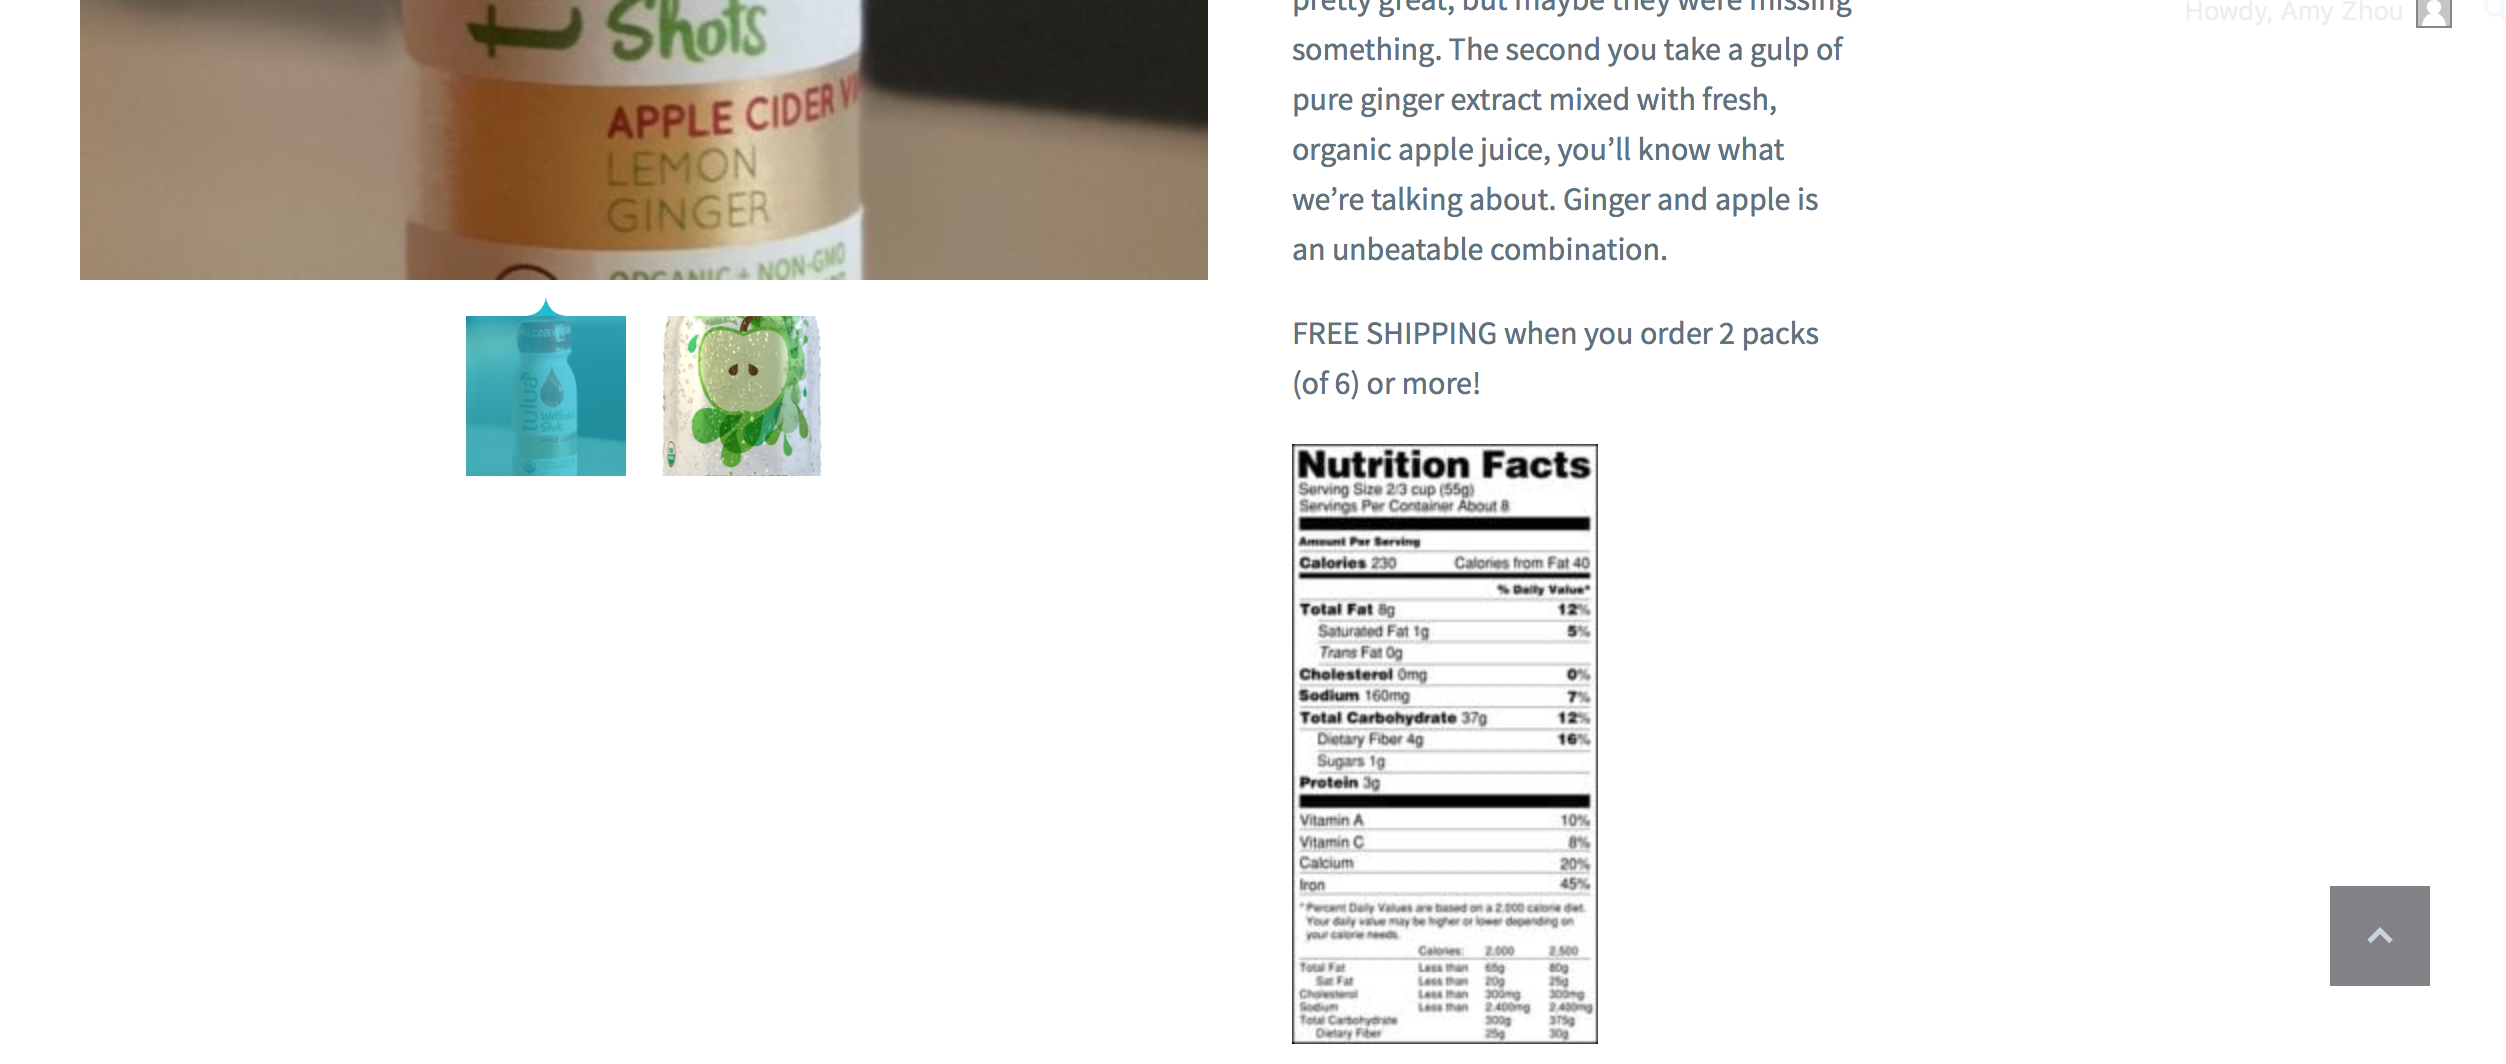 Shots
APPLE CIDER
LEMON
GINGER
ORGANIC + NON-GMO
pretty great, but maybe they were missing
something. The second you take a gulp of
pure ginger extract mixed with fresh,
organic apple juice, you’ll know what
we’re talking about. Ginger and apple is
an unbeatable combination.
FREE SHIPPING when you order 2 packs
(of 6) or more!
Howdy, Amy Zhou
tulua
Wellness
Shots
Nutrition Facts
Serving Size 2/3 cup (55g)
Servings Per Container About 8
Amount Per Serving
Calories 230 Calories from Fat 40
% Daily Value*
Total Fat 8g 12%
Saturated Fat 1g 5%
Trans Fat 0g
Cholesterol 0mg 0%
Sodium 160mg 7%
Total Carbohydrate 37g 12%
Dietary Fiber 4g 16%
Sugars 1g
Protein 3g
Vitamin A 10%
Vitamin C 8%
Calcium 20%
Iron 45%
* Percent Daily Values are based on a 2,000 calorie diet.
Your daily value may be higher or lower depending on
your calorie needs.
Calories: 2,000 2,500
Total Fat Less than 65g 80g
Sat Fat Less than 20g 25g
Cholesterol Less than 300mg 300mg
Sodium Less than 2,400mg 2,400mg
Total Carbohydrate 300g 375g
Dietary Fiber 25g 30g